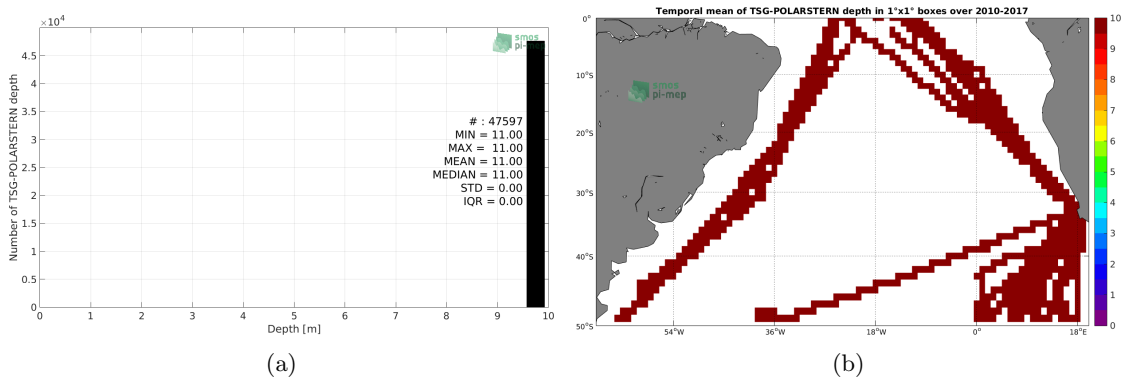 ×10⁴
5
4.5
4
3.5
3
2.5
2
1.5
1
0.5
0
Number of TSG-POLARSTERN depth
smos
pi-mep
# : 47597
MIN = 11.00
MAX = 11.00
MEAN = 11.00
MEDIAN = 11.00
STD = 0.00
IQR = 0.00
0 1 2 3 4 5 6 7 8 9 10
Depth [m]
(a)
Temporal mean of TSG-POLARSTERN depth in 1°x1° boxes over 2010-2017
0°
10°S
20°S
30°S
40°S
50°S
smos
pi-mep
54°W 36°W 18°W 0° 18°E
10
9
8
7
6
5
4
3
2
1
0
(b)